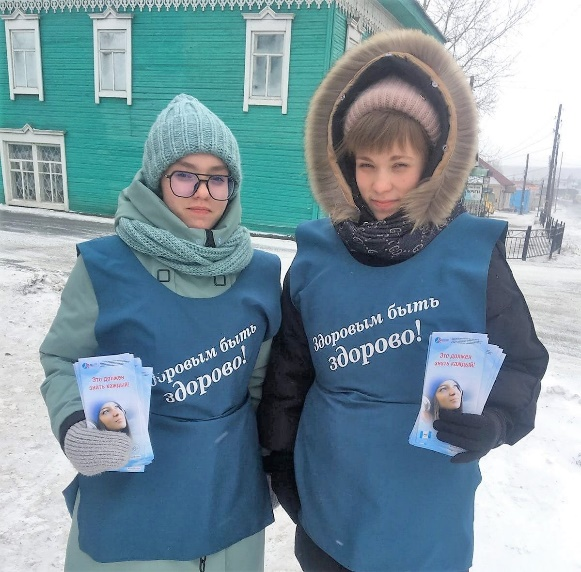 Здоровым быть
здорово!
Здоровым быть
здорово!
Это должен
знать каждый!
Это должен
знать каждый!